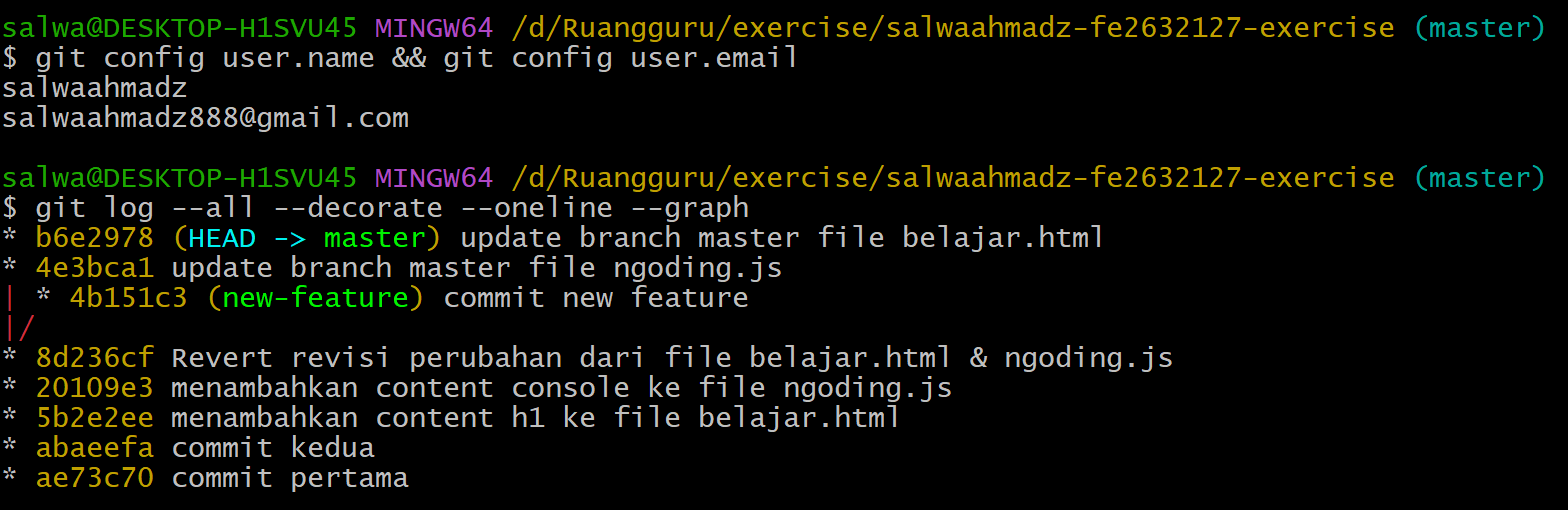 salwa@DESKTOP-H1SVU45 MINGW64 /d/Ruangguru/exercise/salwaahmadz-fe2632127-exercise (master)
$ git config user.name && git config user.email
salwaahmadz
salwaahmadz888@gmail.com
salwa@DESKTOP-H1SVU45 MINGW64 /d/Ruangguru/exercise/salwaahmadz-fe2632127-exercise (master)
$ git log --all --decorate --oneline --graph
* b6e2978 (HEAD -> master) update branch master file belajar.html
* 4e3bca1 update branch master file ngoding.js
| * 4b151c3 (new-feature) commit new feature
|/
* 8d236cf Revert revisi perubahan dari file belajar.html & ngoding.js
* 20109e3 menambahkan content console ke file ngoding.js
* 5b2e2ee menambahkan content h1 ke file belajar.html
* abaeefa commit kedua
* ae73c70 commit pertama